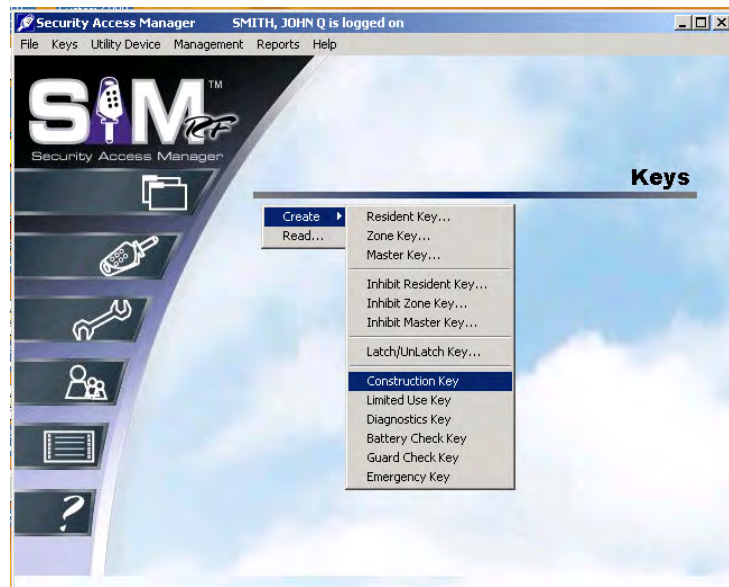 Security Access Manager SMITH, JOHN Q is logged on
File Keys Utility Device Management Reports Help
SAM TM
RF
Security Access Manager
Keys
Create
Read...
Resident Key...
Zone Key...
Master Key...
Inhibit Resident Key...
Inhibit Zone Key...
Inhibit Master Key...
Latch/UnLatch Key...
Construction Key
Limited Use Key
Diagnostics Key
Battery Check Key
Guard Check Key
Emergency Key
?